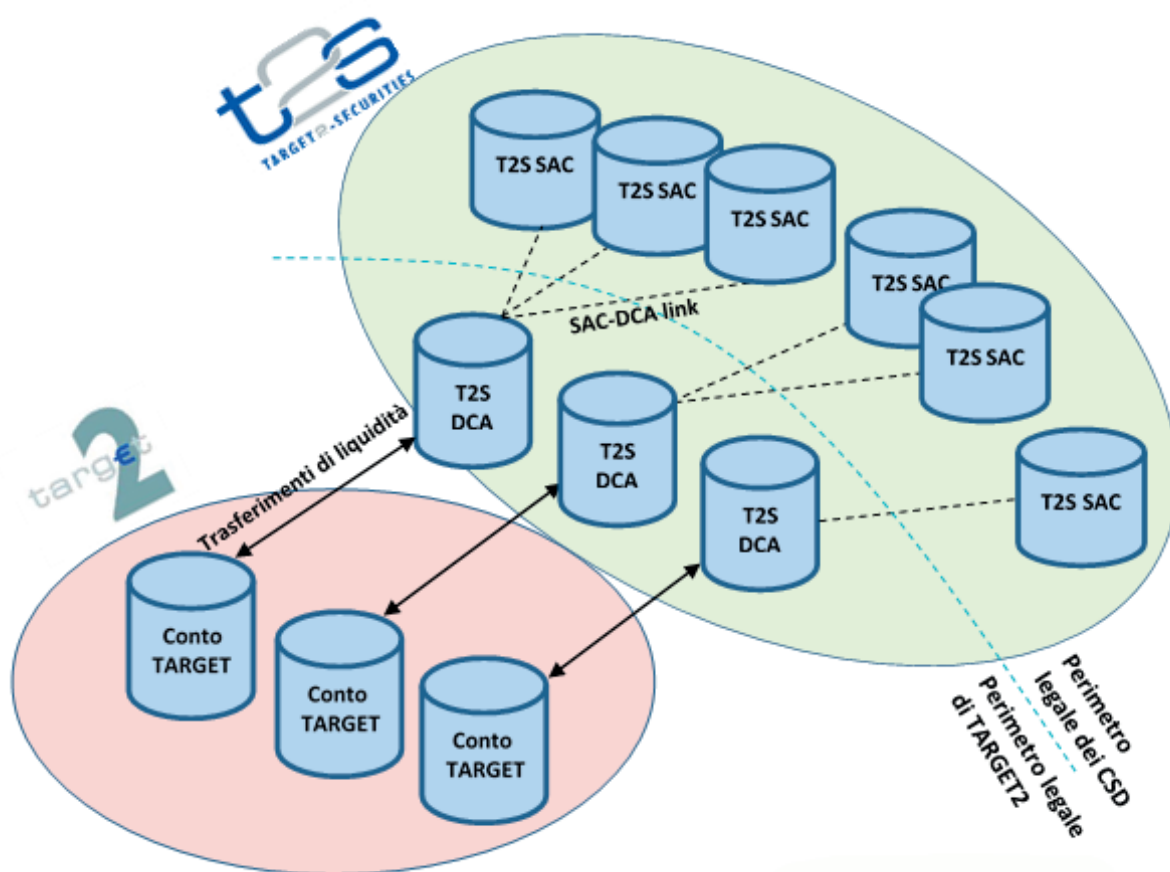 t2s
TARGET2-SECURITIES
T2S SAC
T2S SAC
T2S SAC
T2S SAC
T2S SAC
T2S SAC
SAC-DCA link
T2S
DCA
T2S
DCA
T2S
DCA
target
2
Trasferimenti di liquidità
Conto
TARGET
Conto
TARGET
Conto
TARGET
Perimetro
legale dei CSD
Perimetro legale
di TARGET2